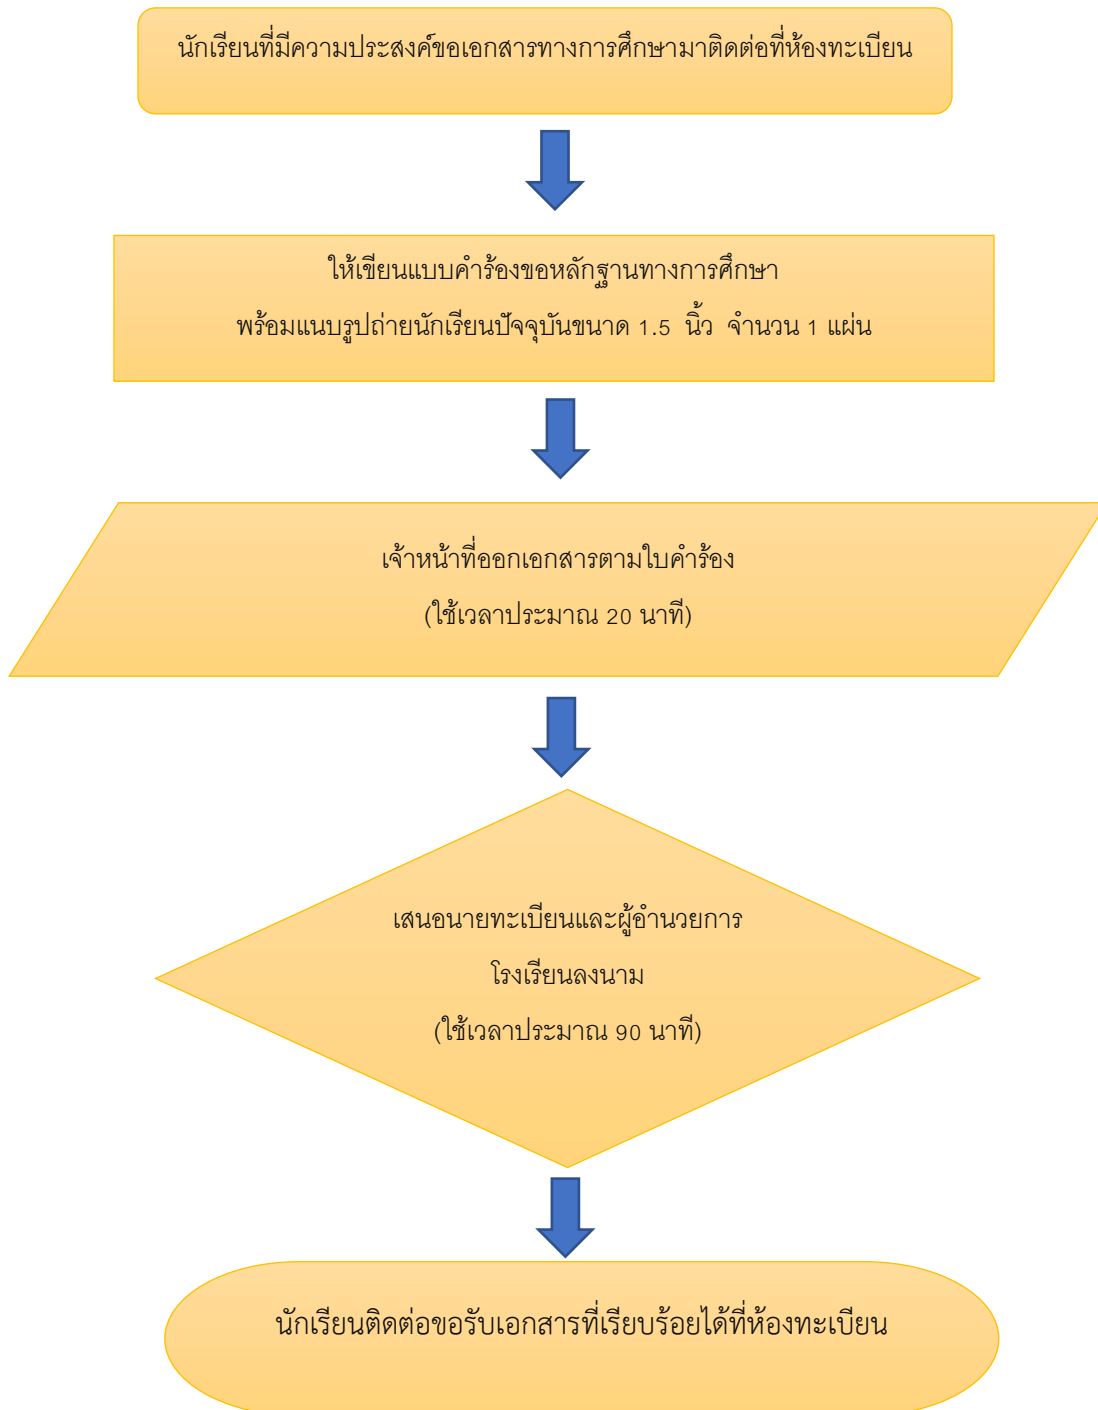 นักเรียนที่มีความประสงค์ขอเอกสารทางการศึกษามาติดต่อที่ห้องทะเบียน
ให้เขียนแบบคำร้องขอหลักฐานทางการศึกษา
พร้อมแนบรูปถ่ายนักเรียนปัจจุบันขนาด 1.5 นิ้ว จำนวน 1 แผ่น
เจ้าหน้าที่ออกเอกสารตามใบคำร้อง
(ใช้เวลาประมาณ 20 นาที)
เสนอนายทะเบียนและผู้อำนวยการ
โรงเรียนลงนาม
(ใช้เวลาประมาณ 90 นาที)
นักเรียนติดต่อขอรับเอกสารที่เรียบร้อยได้ที่ห้องทะเบียน